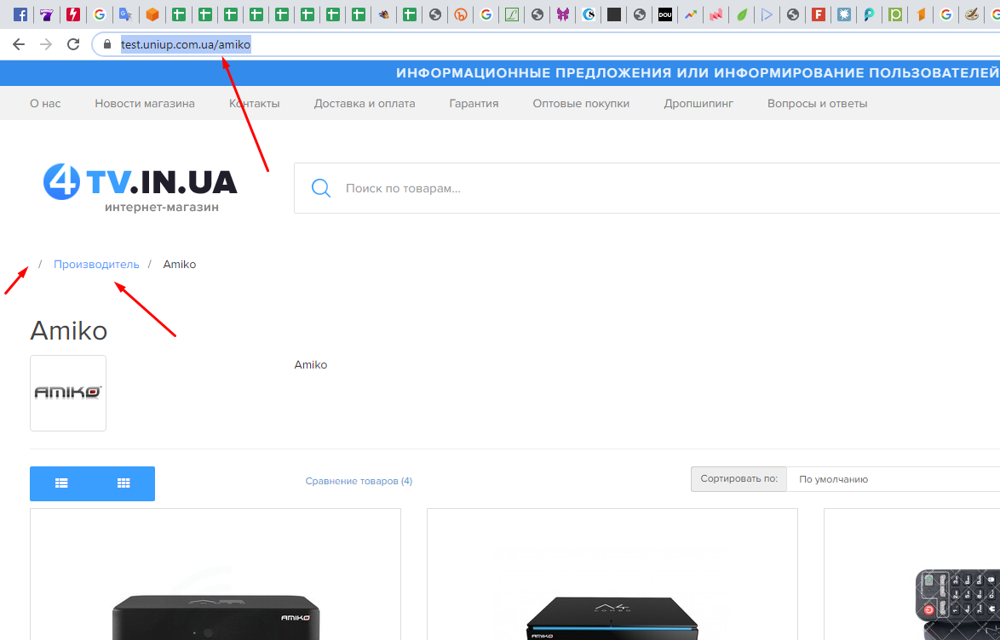 test.uniup.com.ua/amiko
ИНФОРМАЦИОННЫЕ ПРЕДЛОЖЕНИЯ ИЛИ ИНФОРМИРОВАНИЕ ПОЛЬЗОВАТЕЛЕЙ
О нас Новости магазина Контакты Доставка и оплата Гарантия Оптовые покупки Дропшипинг Вопросы и ответы
4TV.IN.UA
интернет-магазин
Поиск по товарам...
/ Производитель / Amiko
Amiko
AMIKO
Amiko
Сравнение товаров (4)
Сортировать по: По умолчанию
AMIKO
A4
COMBO
AMIKO